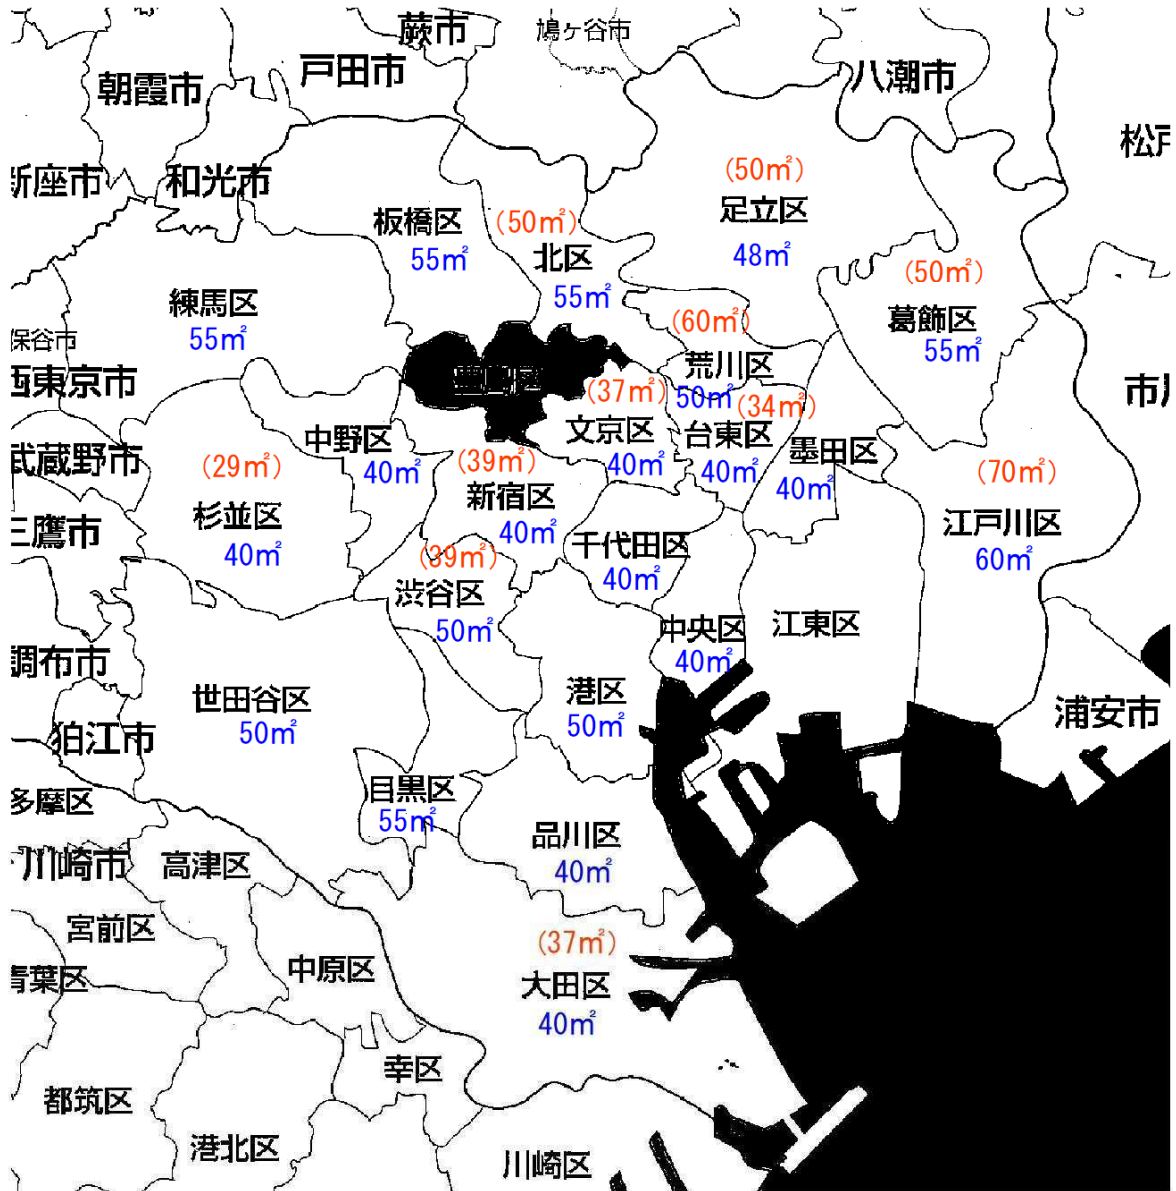 蕨市
鳩ヶ谷市
戸田市
朝霞市
八潮市
新座市
和光市
(50㎡)
足立区
48㎡
板橋区
55㎡
(50㎡)
北区
55㎡
(50㎡)
葛飾区
55㎡
練馬区
55㎡
保谷市
西東京市
(60㎡)
荒川区
50㎡
豊島区
(37㎡)
文京区
40㎡
(34㎡)
台東区
40㎡
墨田区
40㎡
武蔵野市
中野区
40㎡
(29㎡)
杉並区
40㎡
(39㎡)
新宿区
40㎡
(70㎡)
江戸川区
60㎡
三鷹市
千代田区
40㎡
(39㎡)
渋谷区
50㎡
中央区
40㎡
江東区
調布市
世田谷区
50㎡
港区
50㎡
浦安市
狛江市
多摩区
目黒区
55㎡
品川区
40㎡
川崎市
高津区
宮前区
(37㎡)
大田区
40㎡
中原区
青葉区
幸区
都筑区
港北区
川崎区